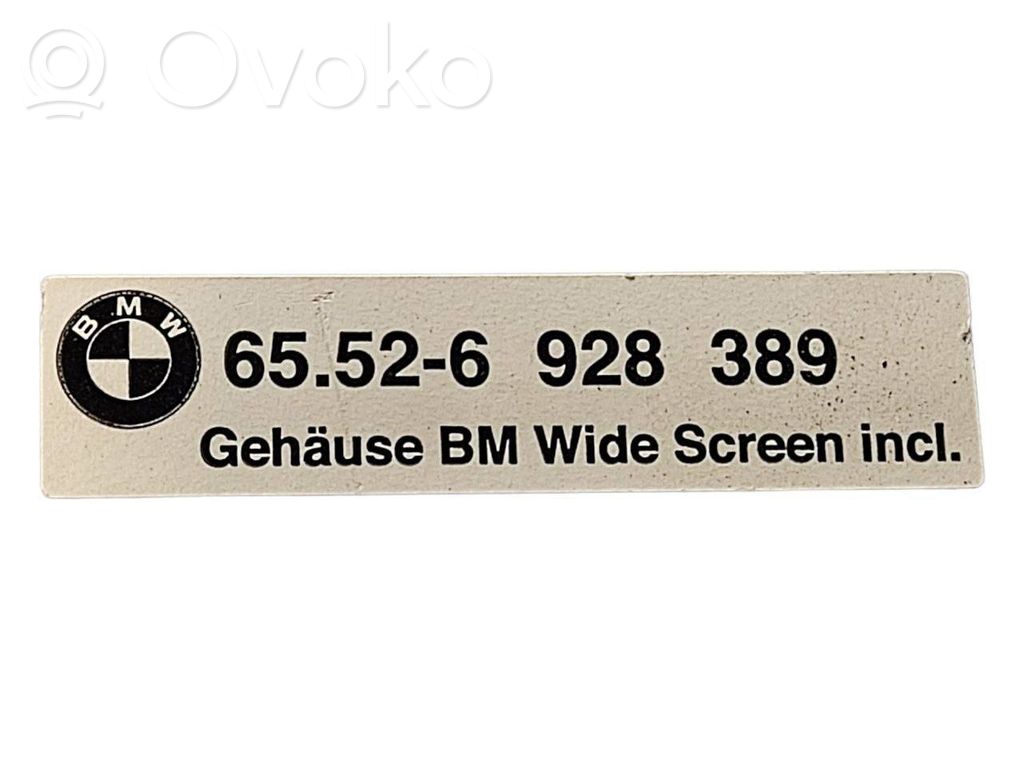 Ovoko
BMW
65.52-6 928 389
Gehäuse BM Wide Screen incl.